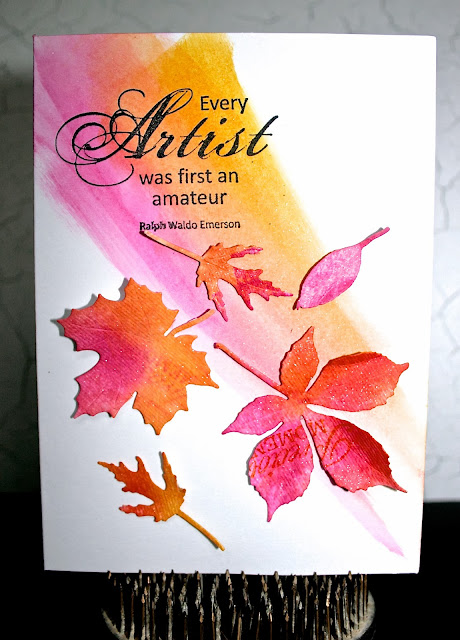 Every
Artist
was first an
amateur
Ralph Waldo Emerson